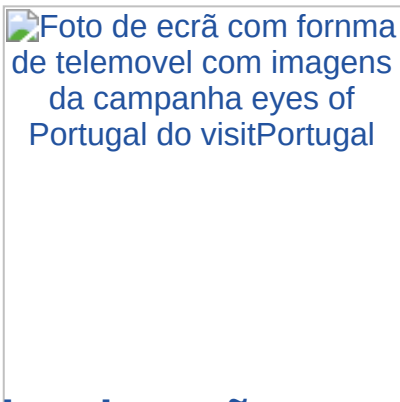 Foto de ecrã com fornma
de telemovel com imagens
da campanha eyes of
Portugal do visitPortugal